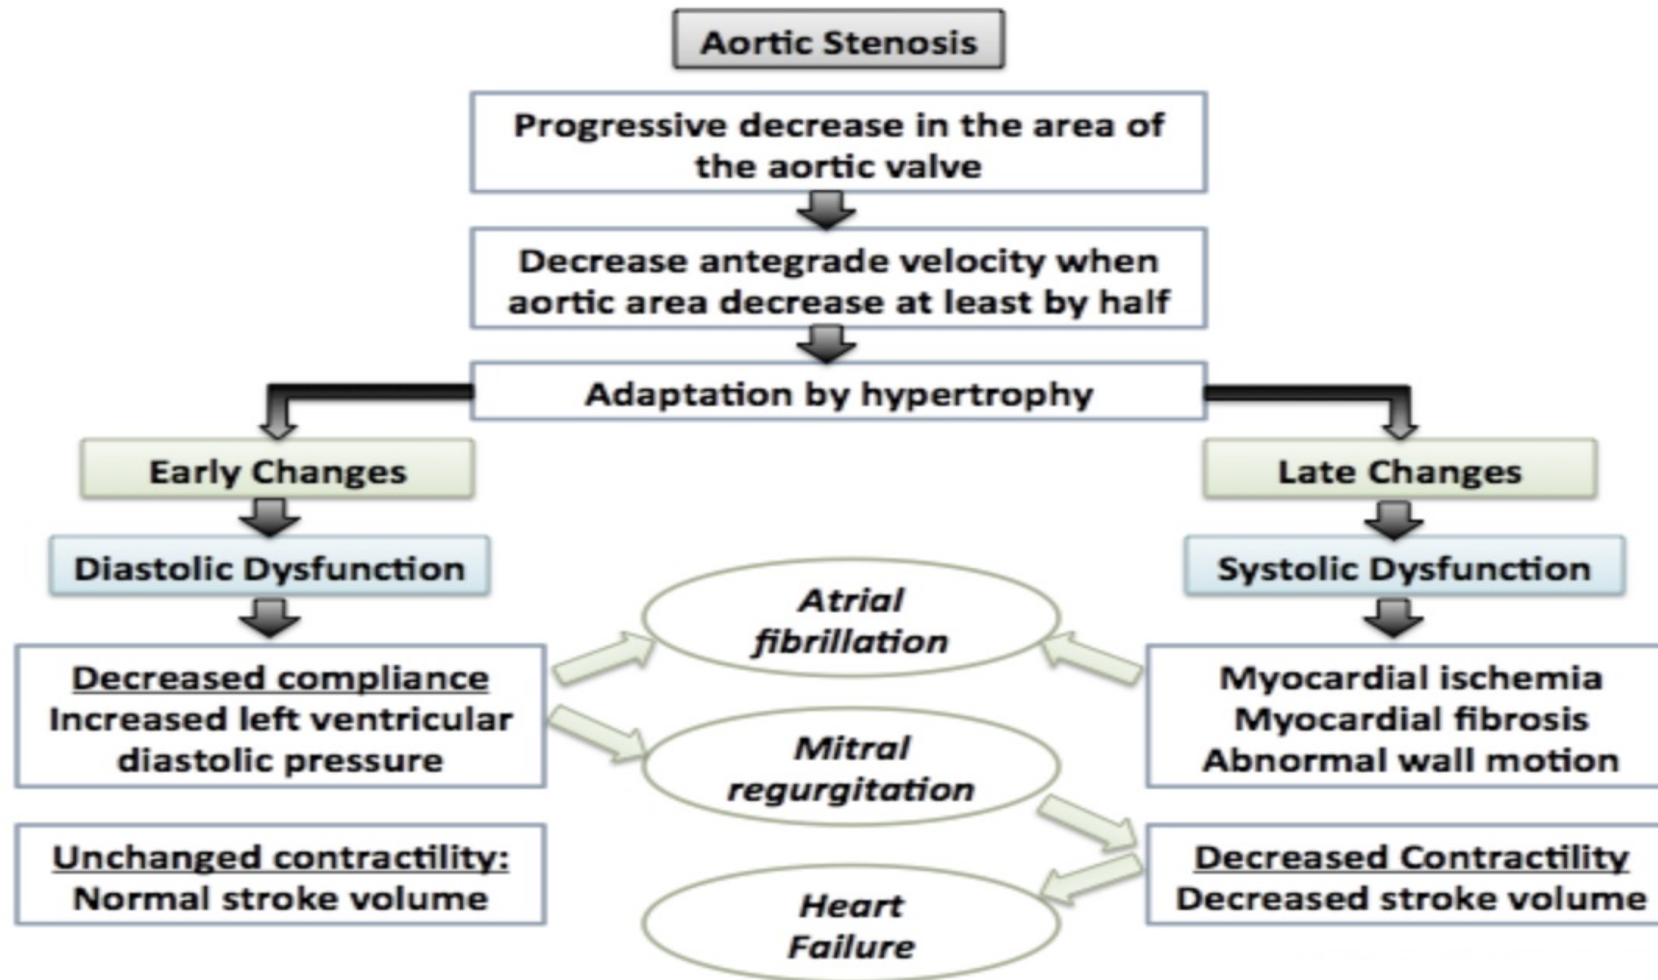 Aortic Stenosis
Progressive decrease in the area of
the aortic valve
Decrease antegrade velocity when
aortic area decrease at least by half
Adaptation by hypertrophy
Early Changes
Late Changes
Diastolic Dysfunction
Systolic Dysfunction
Atrial
fibrillation
Decreased compliance
Increased left ventricular
diastolic pressure
Myocardial ischemia
Myocardial fibrosis
Abnormal wall motion
Mitral
regurgitation
Unchanged contractility:
Normal stroke volume
Decreased Contractility
Decreased stroke volume
Heart
Failure